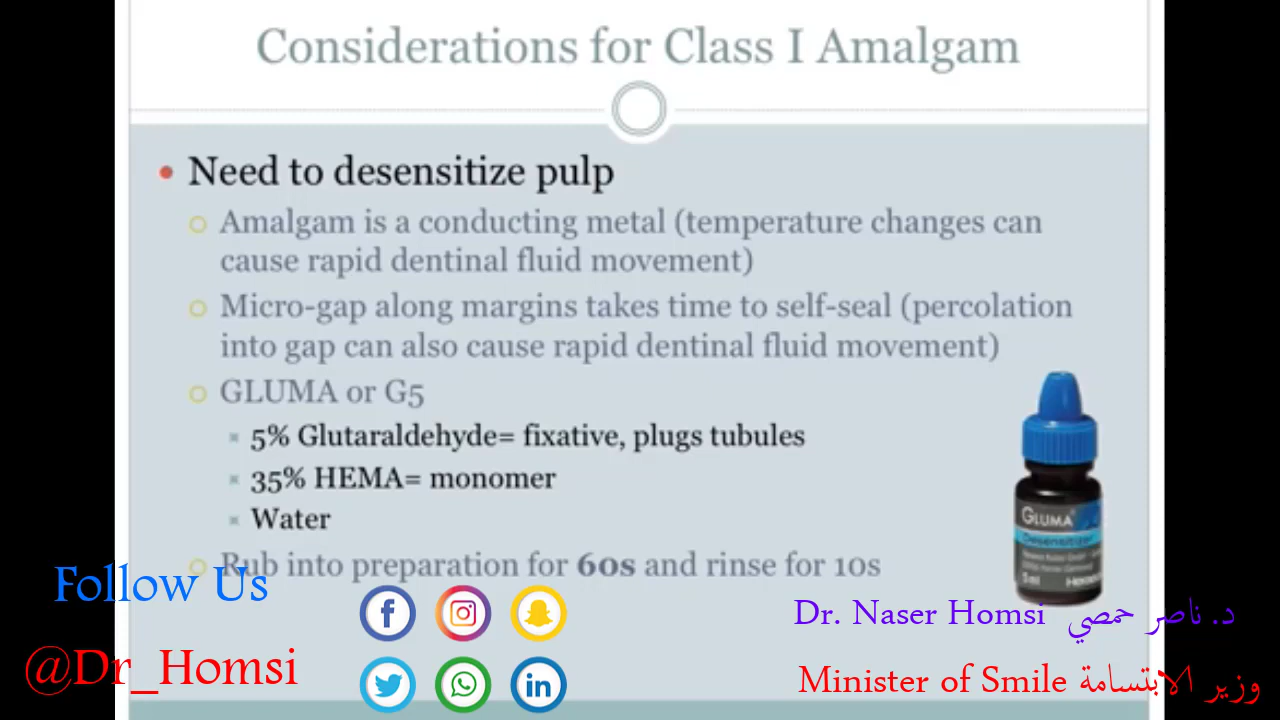 Considerations for Class I Amalgam
Need to desensitize pulp
Amalgam is a conducting metal (temperature changes can
cause rapid dentinal fluid movement)
Micro-gap along margins takes time to self-seal (percolation
into gap can also cause rapid dentinal fluid movement)
GLUMA or G5
5% Glutaraldehyde= fixative, plugs tubules
35% HEMA= monomer
Water
Rub into preparation for 60s and rinse for 10s
GLUMA
Desensitizer
5ml
Follow Us
@Dr_Homsi
Dr. Naser Homsi د. ناصر حمصي
Minister of Smile وزير الابتسامة